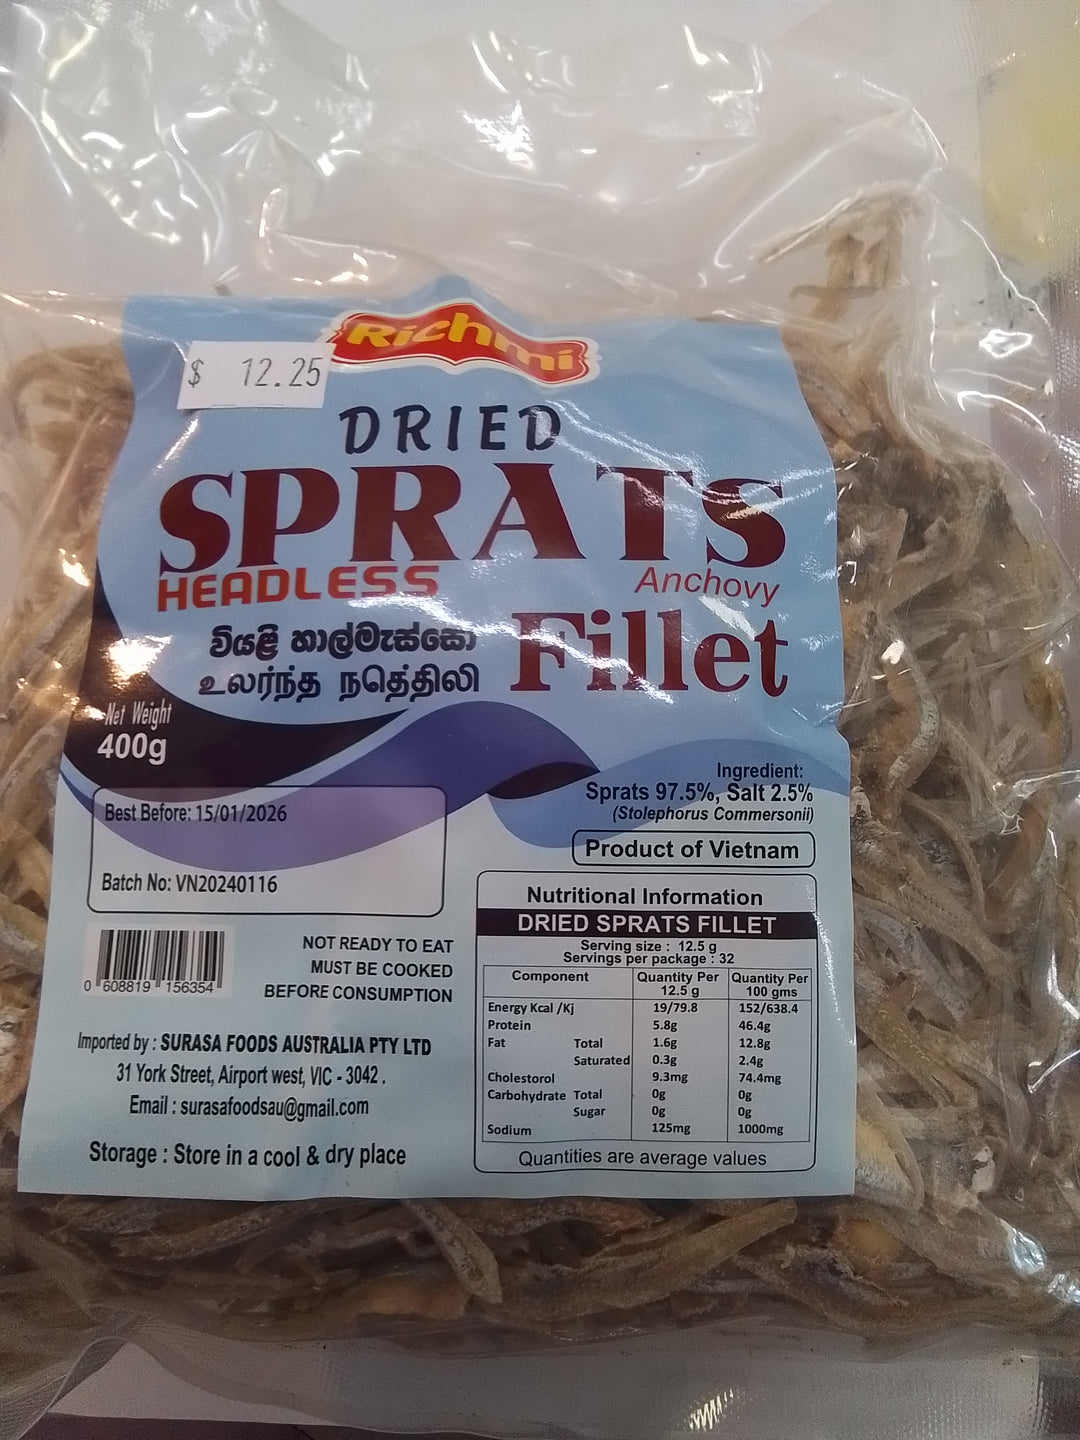 Richmi
$ 12.25
DRIED
SPRATS
HEADLESS
Anchovy
Fillet
වියළි හාල්මැස්සෝ
உலர்ந்த நெத்திலி
Net Weight
400g
Best Before: 15/01/2026
Batch No: VN20240116
Ingredient:
Sprats 97.5%, Salt 2.5%
(Stolephorus Commersonii)
Product of Vietnam
0 608819 156354
NOT READY TO EAT
MUST BE COOKED
BEFORE CONSUMPTION
Imported by : SURASA FOODS AUSTRALIA PTY LTD
31 York Street, Airport west, VIC - 3042 .
Email : surasafoodsau@gmail.com
Storage : Store in a cool & dry place
Nutritional Information
DRIED SPRATS FILLET
Serving size : 12.5 g
Servings per package : 32
Component Quantity Per 12.5 g Quantity Per 100 gms
Energy Kcal /Kj 19/79.8 152/638.4
Protein 5.8g 46.4g
Fat Total 1.6g 12.8g
Saturated 0.3g 2.4g
Cholestorol 9.3mg 74.4mg
Carbohydrate Total 0g 0g
Sugar 0g 0g
Sodium 125mg 1000mg
Quantities are average values